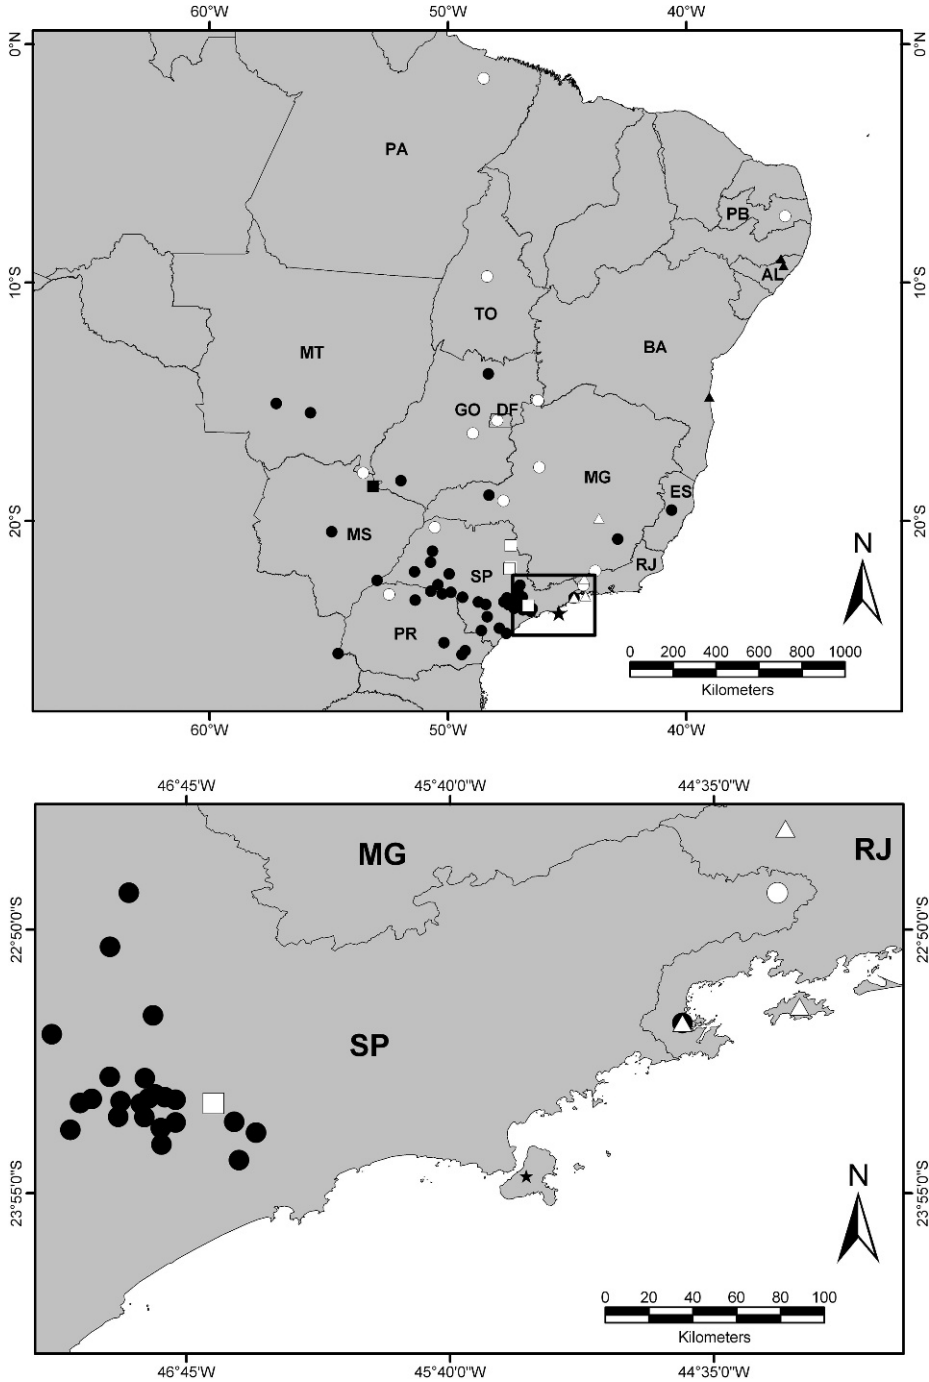 60°W 50°W 40°W
0°N 0°N
PA
PB
AL
10°S 10°S
TO
MT BA
GO DF
MG
ES
20°S 20°S
MS
N
RJ
SP
PR
0 200 400 600 800 1000
Kilometers
60°W 50°W 40°W
46°45'W 45°40'0"W 44°35'0"W
MG RJ
22°50'0"S 22°50'0"S
SP
N
23°55'0"S 23°55'0"S
0 20 40 60 80 100
Kilometers
46°45'W 45°40'0"W 44°35'0"W